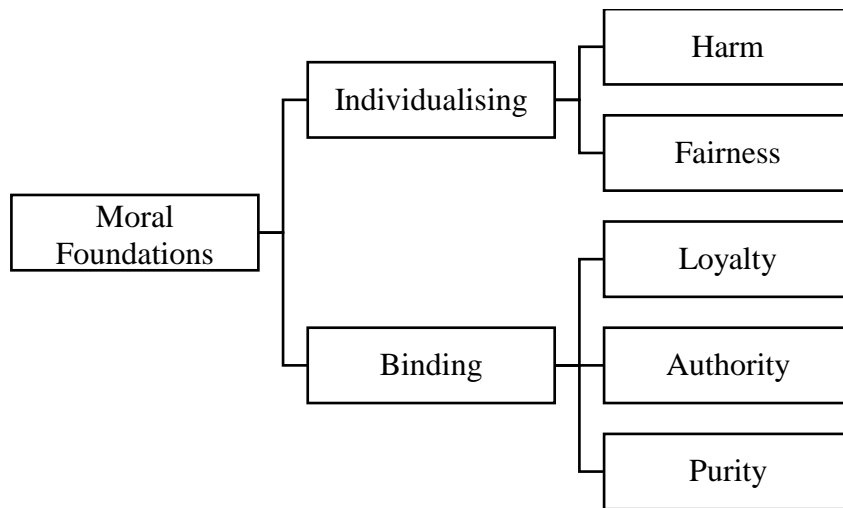 Moral
Foundations
Individualising
Harm
Fairness
Binding
Loyalty
Authority
Purity